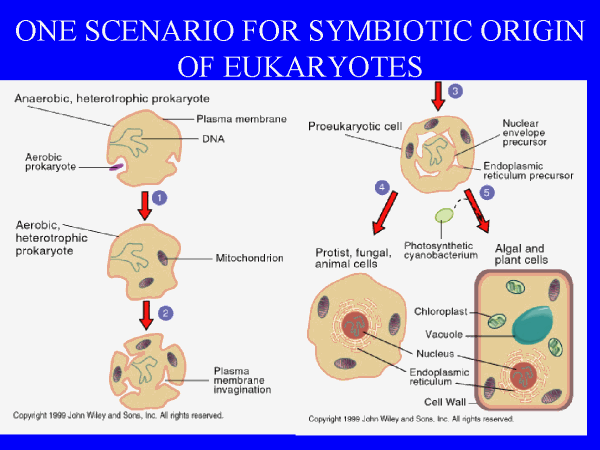 ONE SCENARIO FOR SYMBIOTIC ORIGIN
OF EUKARYOTES
Anaerobic, heterotrophic prokaryote
Plasma membrane
DNA
Aerobic
prokaryote
1
Aerobic,
heterotrophic
prokaryote
Mitochondrion
2
Plasma
membrane
invagination
Copyright 1999 John Wiley and Sons, Inc. All rights reserved.
3
Proeukaryotic cell
Nuclear
envelope
precursor
Endoplasmic
reticulum precursor
4
5
Photosynthetic
cyanobacterium
Protist, fungal,
animal cells
Algal and
plant cells
Chloroplast
Vacuole
Nucleus
Endoplasmic
reticulum
Cell Wall
Copyright 1999 John Wiley and Sons, Inc. All rights reserved.